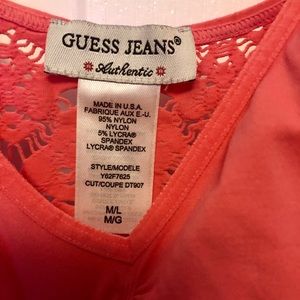 GUESS JEANS®
Authentic
MADE IN U.S.A.
FABRIQUE AUX E.-U.
95% NYLON
NYLON
5% LYCRA®
SPANDEX
LYCRA® SPANDEX
STYLE/MODELE
Y62F7625
CUT/COUPE DT907
M/L
M/G